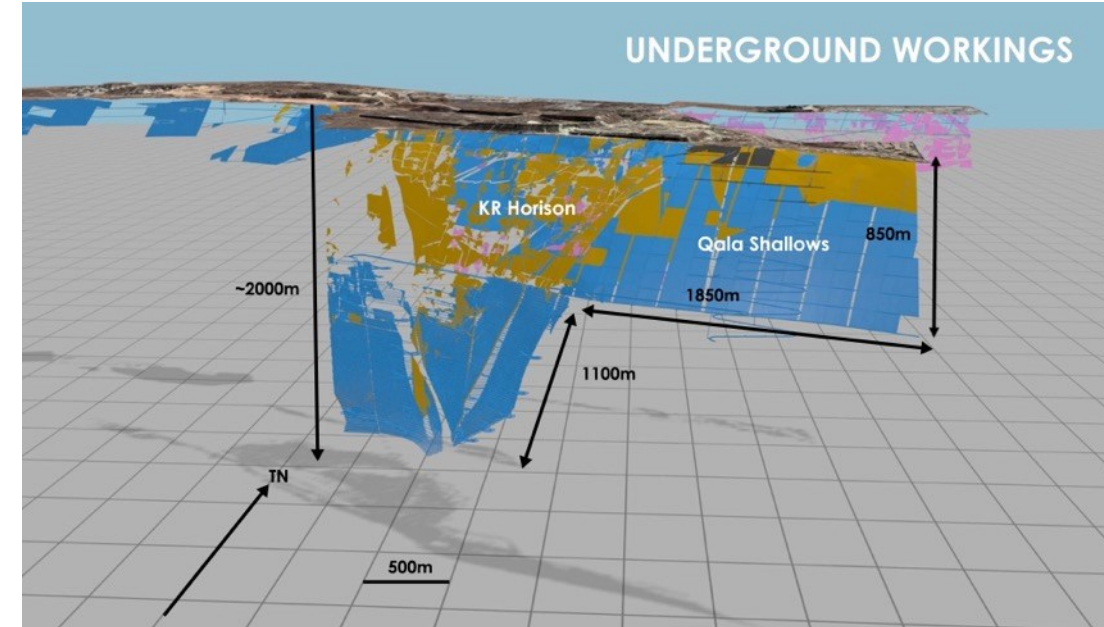 UNDERGROUND WORKINGS
KR Horison
Qala Shallows
850m
~2000m
1850m
1100m
TN
500m